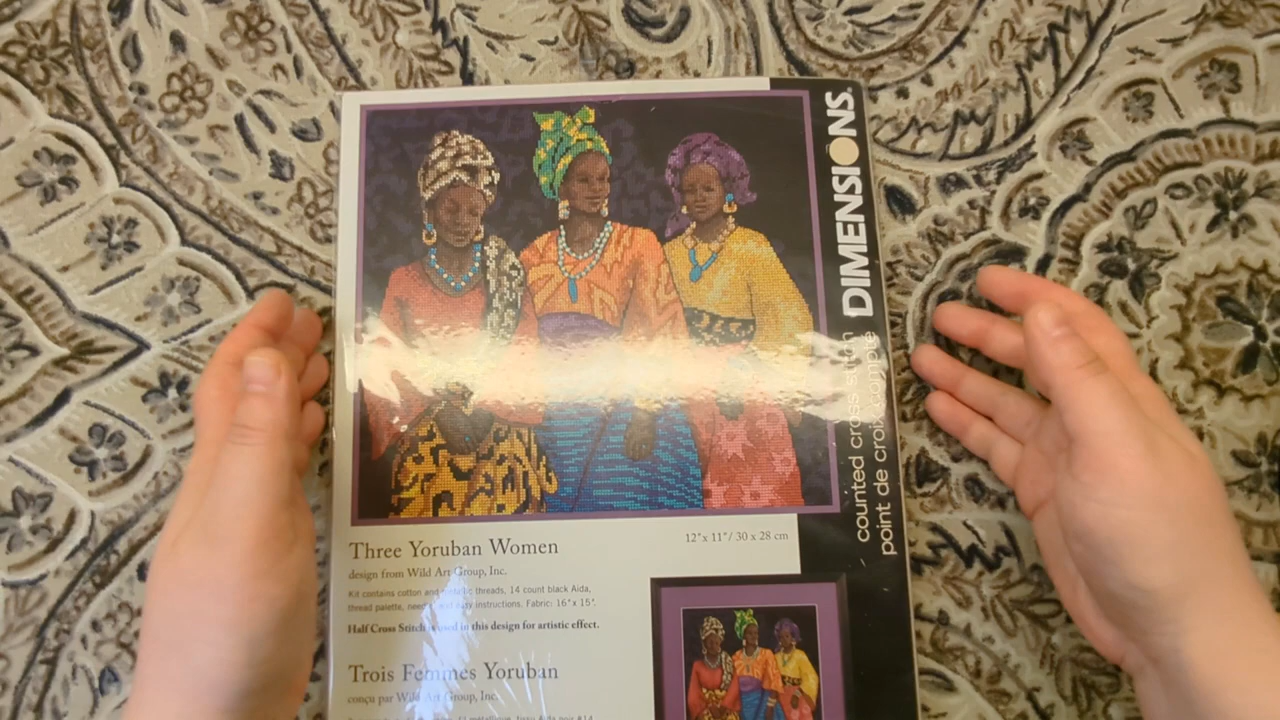 DIMENSIONS®
counted cross stitch
point de croix compté
12"x 11"/ 30 x 28 cm
Three Yoruban Women
design from Wild Art Group, Inc.
Kit contains cotton and metallic threads, 14 count black Aida,
thread palette, needle and easy instructions. Fabric: 16"x 15".
Half Cross Stitch is used in this design for artistic effect.
Trois Femmes Yoruban
conçu par Wild Art Group, Inc.